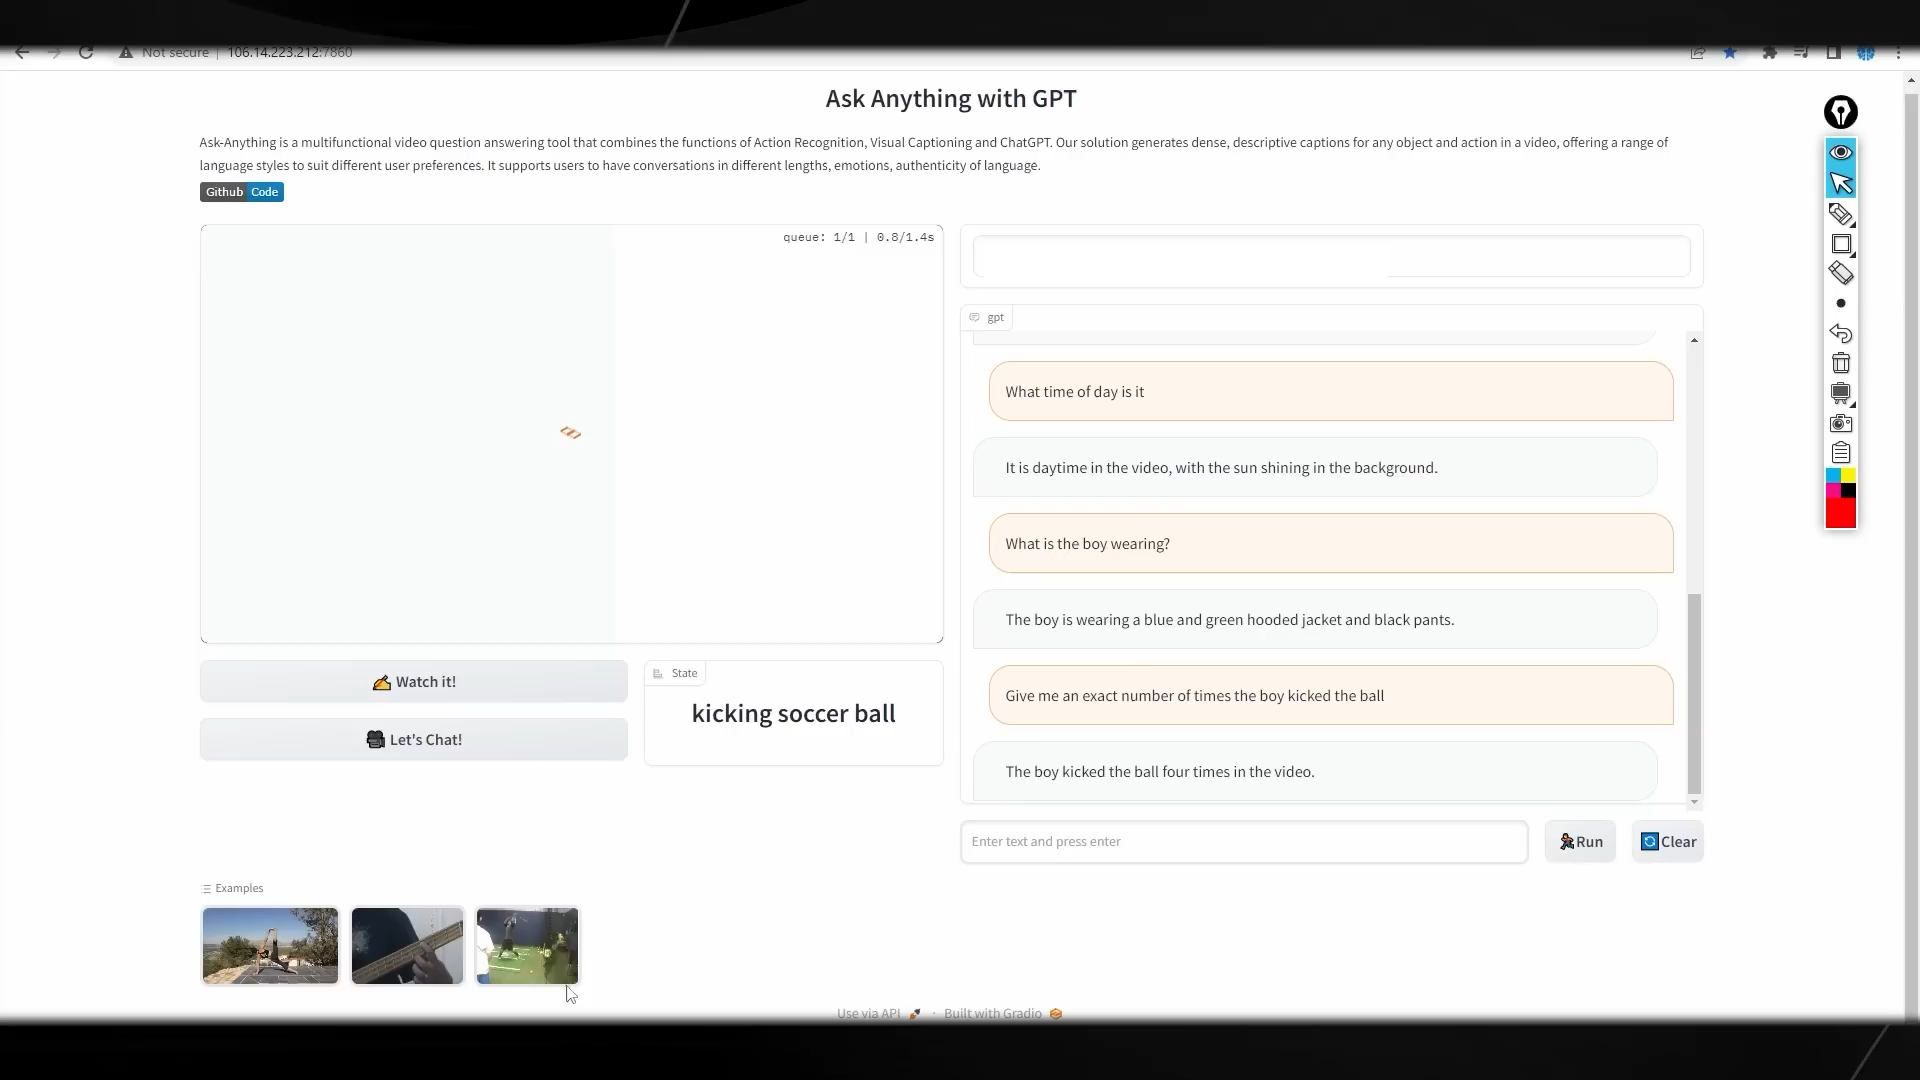 Not secure | 106.14.223.212:7860
Ask Anything with GPT
Ask-Anything is a multifunctional video question answering tool that combines the functions of Action Recognition, Visual Captioning and ChatGPT. Our solution generates dense, descriptive captions for any object and action in a video, offering a range of
language styles to suit different user preferences. It supports users to have conversations in different lengths, emotions, authenticity of language.
Github Code
queue: 1/1 | 0.8/1.4s
gpt
What time of day is it
It is daytime in the video, with the sun shining in the background.
What is the boy wearing?
The boy is wearing a blue and green hooded jacket and black pants.
Give me an exact number of times the boy kicked the ball
The boy kicked the ball four times in the video.
Watch it!
Let's Chat!
State
kicking soccer ball
Enter text and press enter
Run
Clear
Examples
Use via API · Built with Gradio